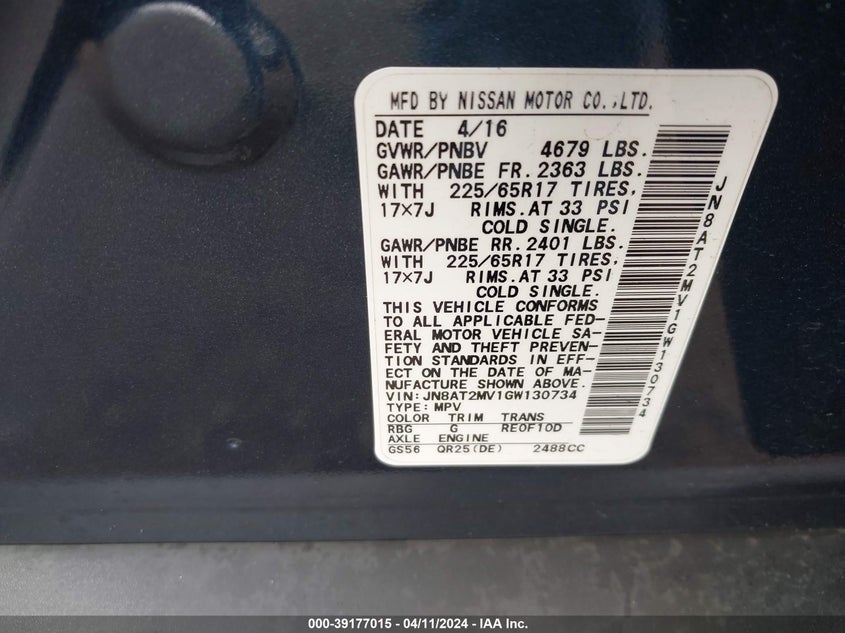 MFD BY NISSAN MOTOR CO.,LTD.
DATE 4/16
GVWR/PNBV 4679 LBS.
GAWR/PNBE FR. 2363 LBS.
WITH 225/65R17 TIRES,
17×7J RIMS.AT 33 PSI
COLD SINGLE.
GAWR/PNBE RR. 2401 LBS.
WITH 225/65R17 TIRES,
17×7J RIMS.AT 33 PSI
COLD SINGLE.
THIS VEHICLE CONFORMS
TO ALL APPLICABLE FED-
ERAL MOTOR VEHICLE SA-
FETY AND THEFT PREVEN-
TION STANDARDS IN EFF-
ECT ON THE DATE OF MA-
NUFACTURE SHOWN ABOVE.
VIN:JN8AT2MV1GW130734
TYPE:MPV
COLOR TRIM TRANS
RBG G RE0F10D
AXLE ENGINE
GS56 QR25(DE) 2488CC
JN8AT2MV1GW130734
000-39177015 - 04/11/2024 - IAA Inc.